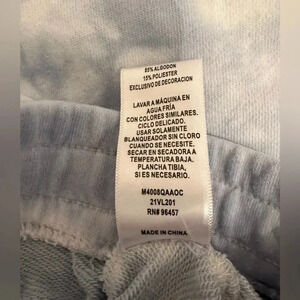 85% ALGODON
15% POLIESTER
EXCLUSIVO DE DECORACION
LAVAR A MÁQUINA EN
AGUA FRÍA
CON COLORES SIMILARES.
CICLO DELICADO.
USAR SOLAMENTE
BLANQUEADOR SIN CLORO
CUANDO SE NECESITE.
SECAR EN SECADORA A
TEMPERATURA BAJA.
PLANCHA TIBIA,
SI ES NECESARIO.
M4008QAAOC
21VL201
RN# 96457
MADE IN CHINA